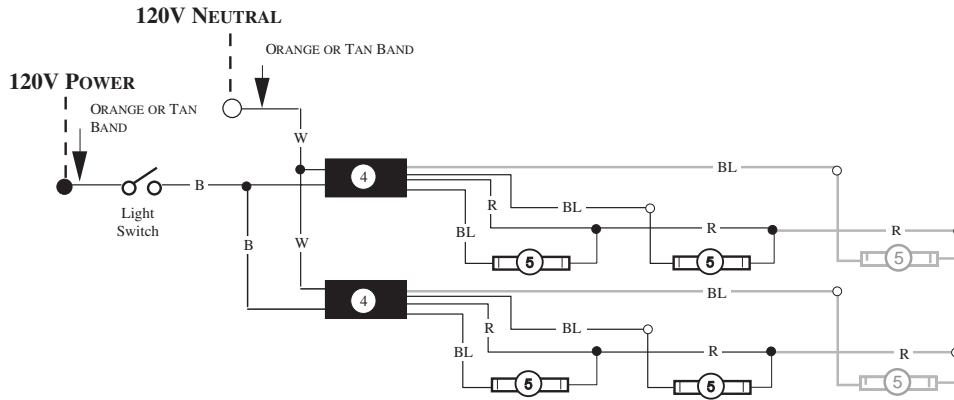 120V NEUTRAL
ORANGE OR TAN BAND
120V POWER
ORANGE OR TAN
BAND
W
4
BL
B
Light
Switch
R
BL
R
R
BL
B
W
5
5
5
4
BL
R
BL
R
R
BL
5
5
5